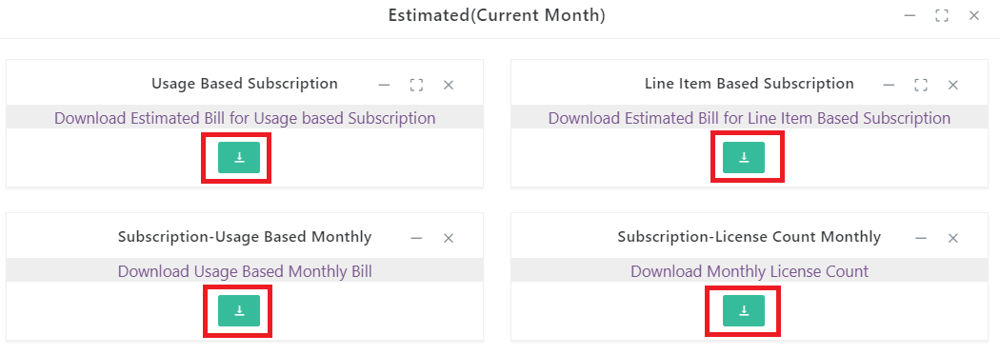 Estimated(Current Month)
Usage Based Subscription
Download Estimated Bill for Usage based Subscription
Line Item Based Subscription
Download Estimated Bill for Line Item Based Subscription
Subscription-Usage Based Monthly
Download Usage Based Monthly Bill
Subscription-License Count Monthly
Download Monthly License Count